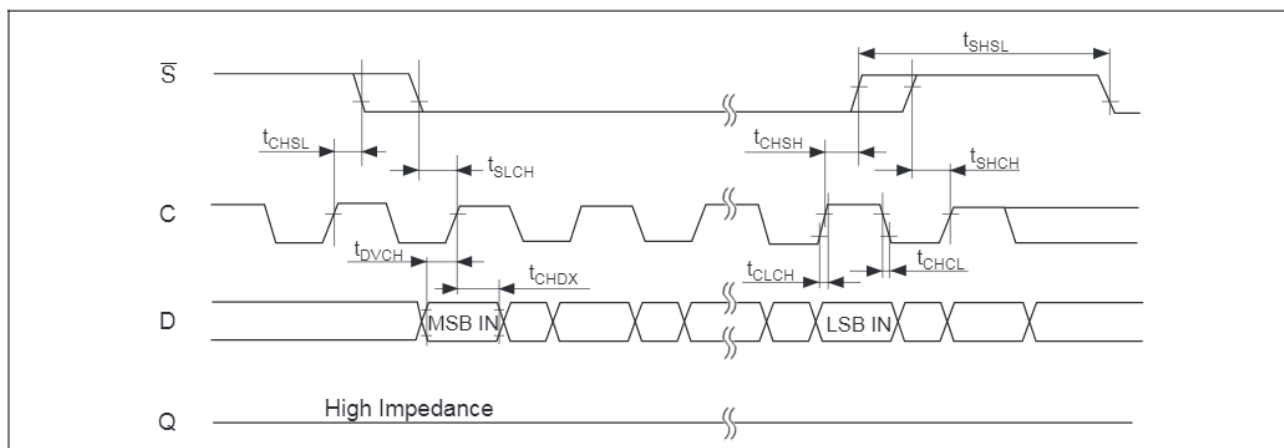 S̅
tSHSL
tCHSL
tSLCH
tCHSH
tSHCH
C
tDVCH
tCHDX
tCLCH
tCHCL
D
MSB IN
LSB IN
High Impedance
Q